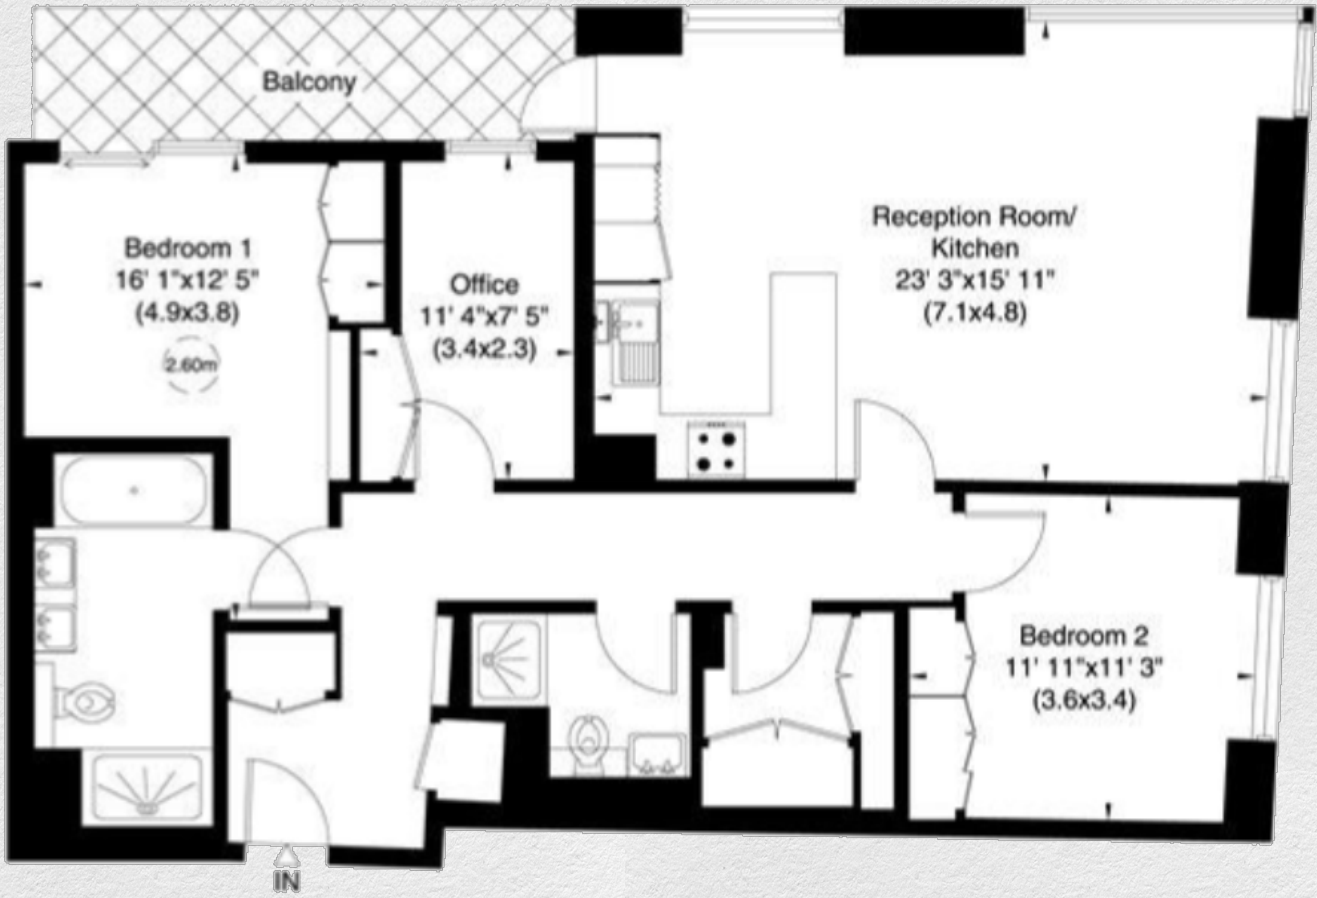 Balcony
Bedroom 1
16' 1"x12' 5"
(4.9x3.8)
2.60m
Office
11' 4"x7' 5"
(3.4x2.3)
Reception Room/
Kitchen
23' 3"x15' 11"
(7.1x4.8)
Bedroom 2
11' 11"x11' 3"
(3.6x3.4)
IN